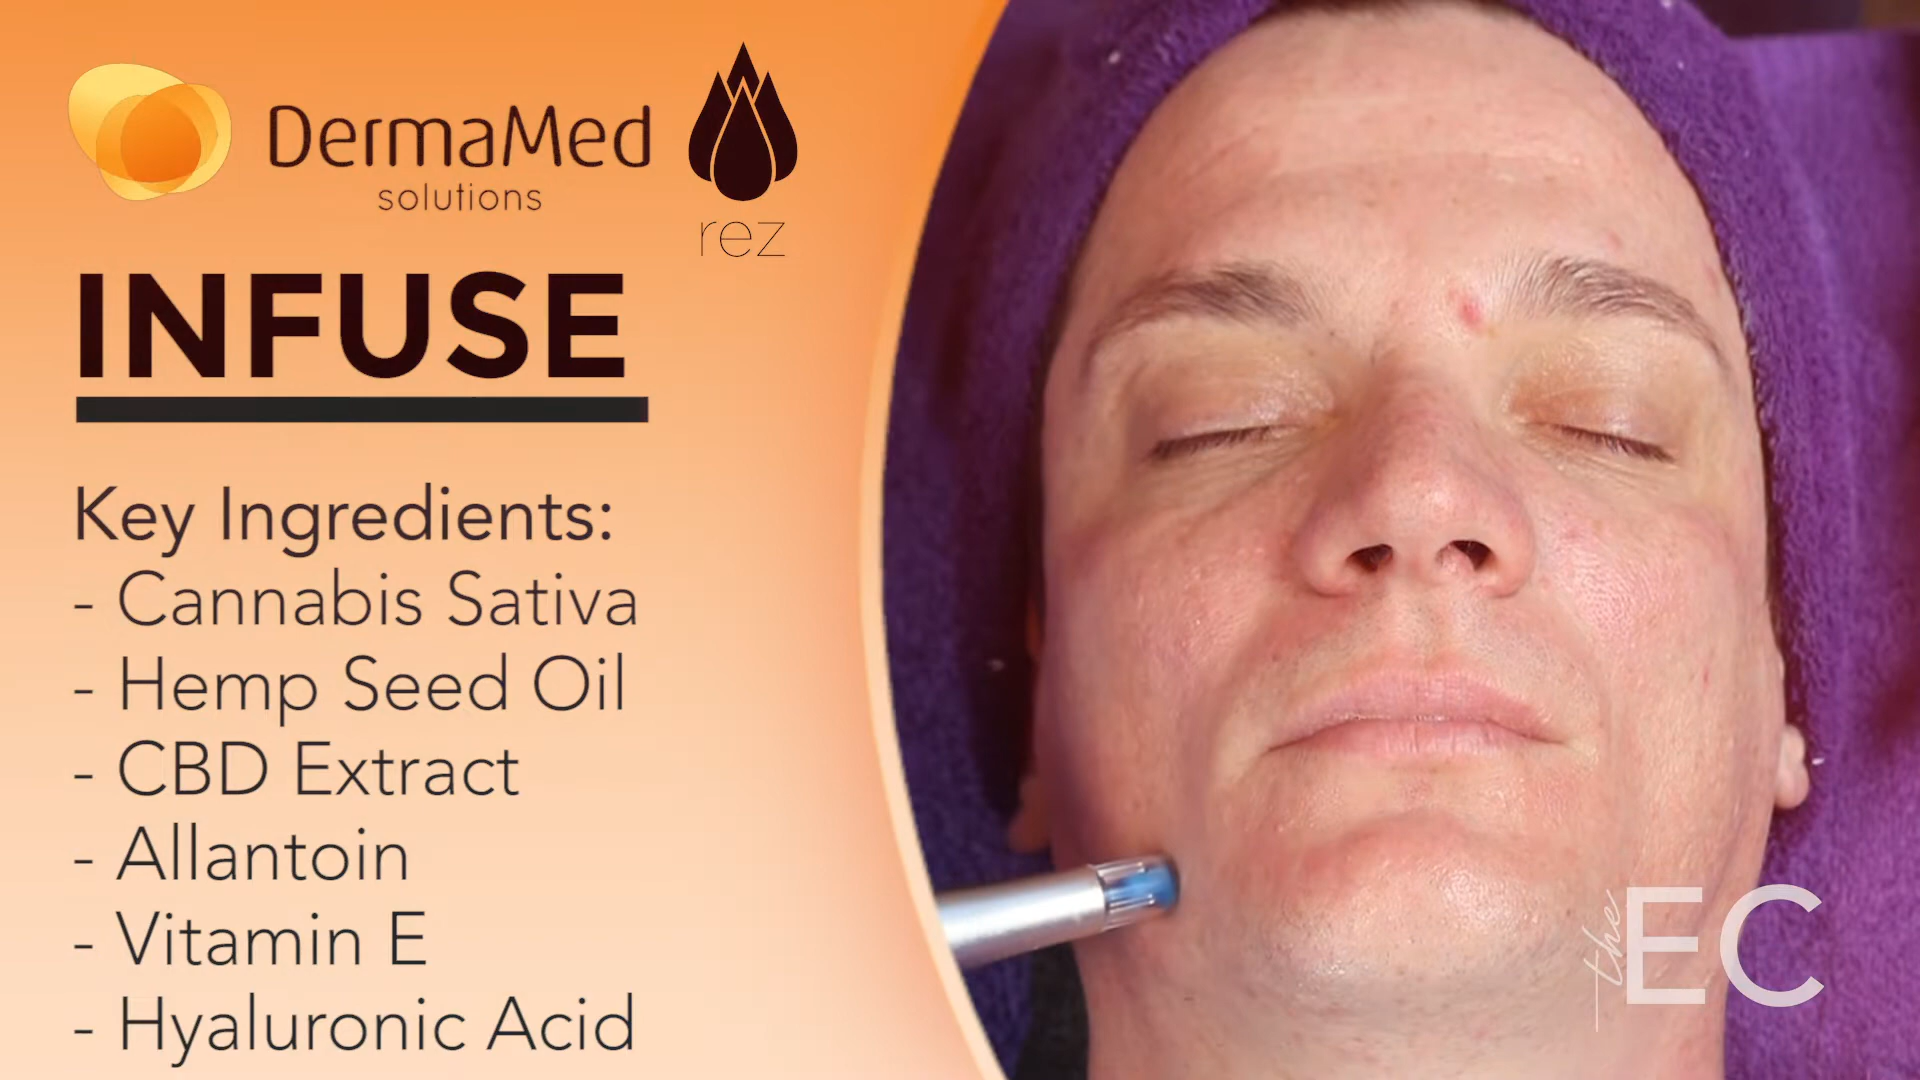 DermaMed
solutions
rez
INFUSE
Key Ingredients:
- Cannabis Sativa
- Hemp Seed Oil
- CBD Extract
- Allantoin
- Vitamin E
- Hyaluronic Acid
the EC